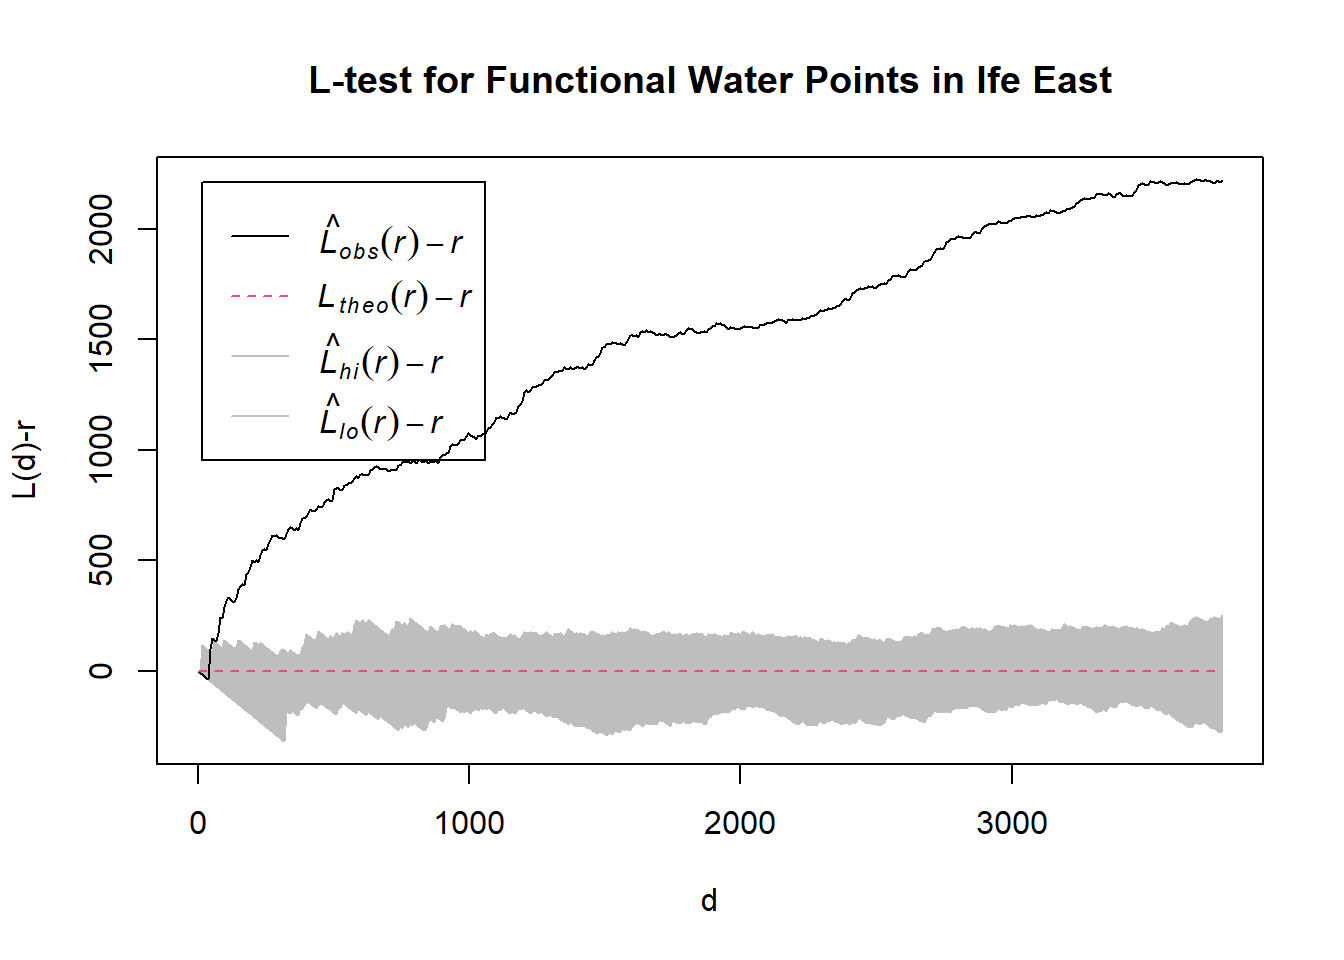 L-test for Functional Water Points in Ife East
L̂obs(r) – r
Ltheo(r) – r
L̂hi(r) – r
L̂lo(r) – r
L(d)-r
2000
1500
1000
500
0
0 1000 2000 3000
d